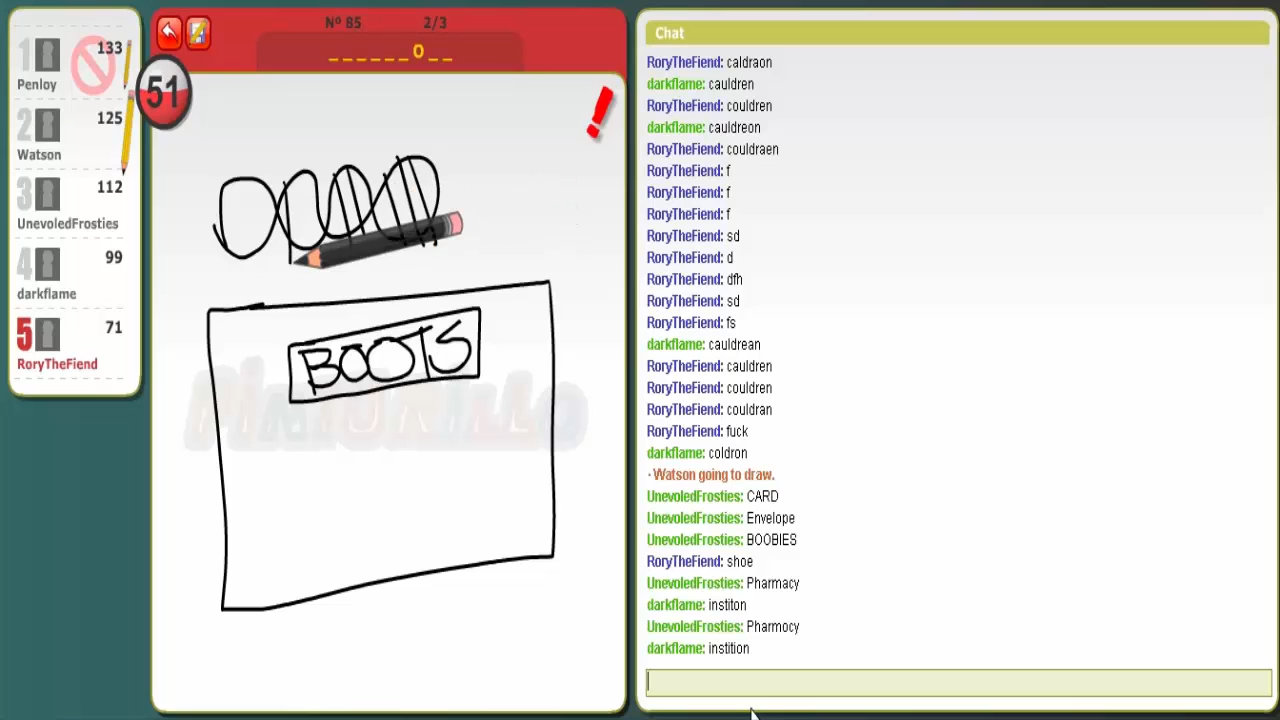 Nº 85 2/3
_ _ _ _ _ _ O _ _
51
1 133
Penloy
2 125
Watson
3 112
UnevoledFrosties
4 99
darkflame
5 71
RoryTheFiend
BOOTS
Chat
RoryTheFiend: caldraon
darkflame: cauldren
RoryTheFiend: couldren
darkflame: cauldreon
RoryTheFiend: couldraen
RoryTheFiend: f
RoryTheFiend: f
RoryTheFiend: f
RoryTheFiend: sd
RoryTheFiend: d
RoryTheFiend: dfh
RoryTheFiend: sd
RoryTheFiend: fs
darkflame: cauldrean
RoryTheFiend: cauldren
RoryTheFiend: couldren
RoryTheFiend: couldran
RoryTheFiend: fuck
darkflame: coldron
· Watson going to draw.
UnevoledFrosties: CARD
UnevoledFrosties: Envelope
UnevoledFrosties: BOOBIES
RoryTheFiend: shoe
UnevoledFrosties: Pharmacy
darkflame: institon
UnevoledFrosties: Pharmocy
darkflame: instition